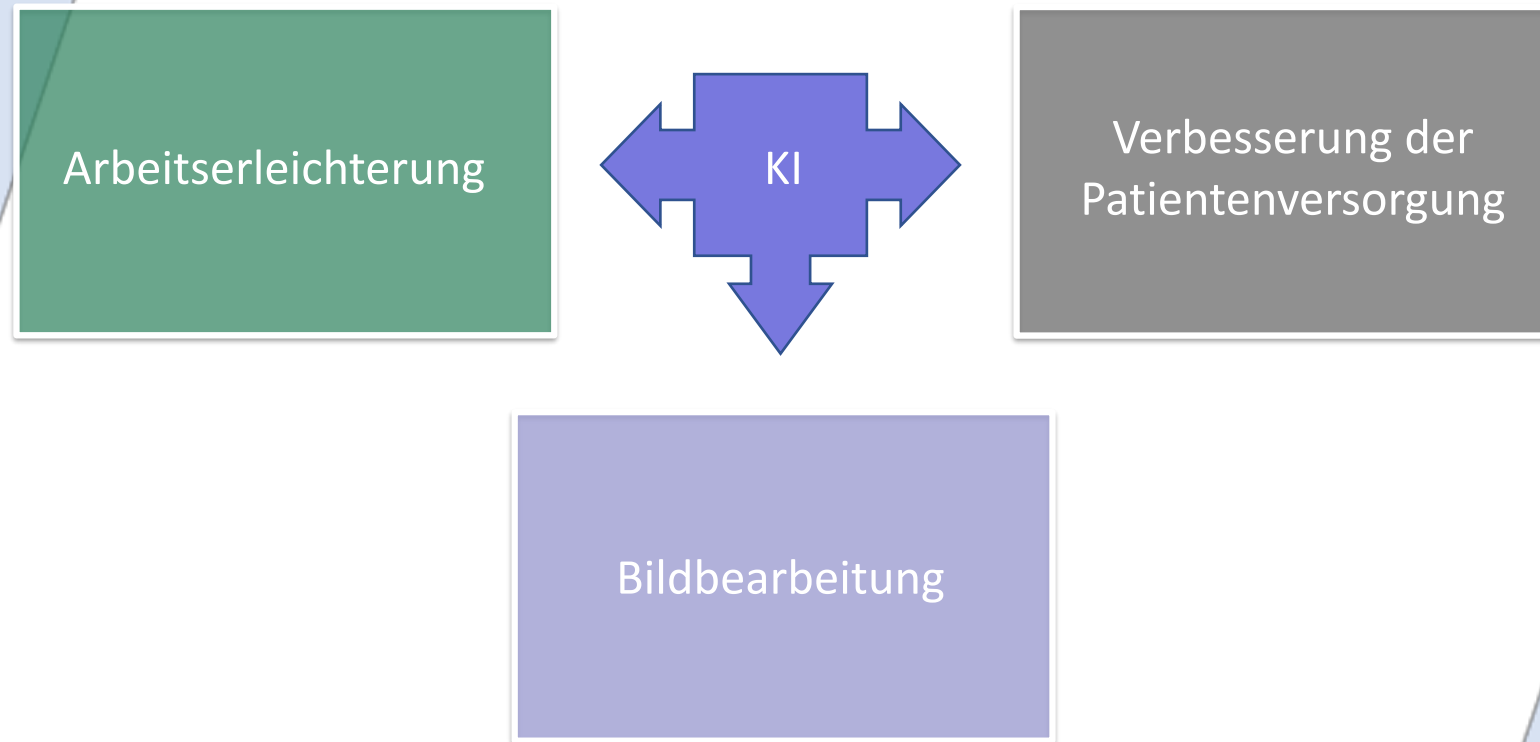 Arbeitserleichterung
KI
Verbesserung der
Patientenversorgung
Bildbearbeitung